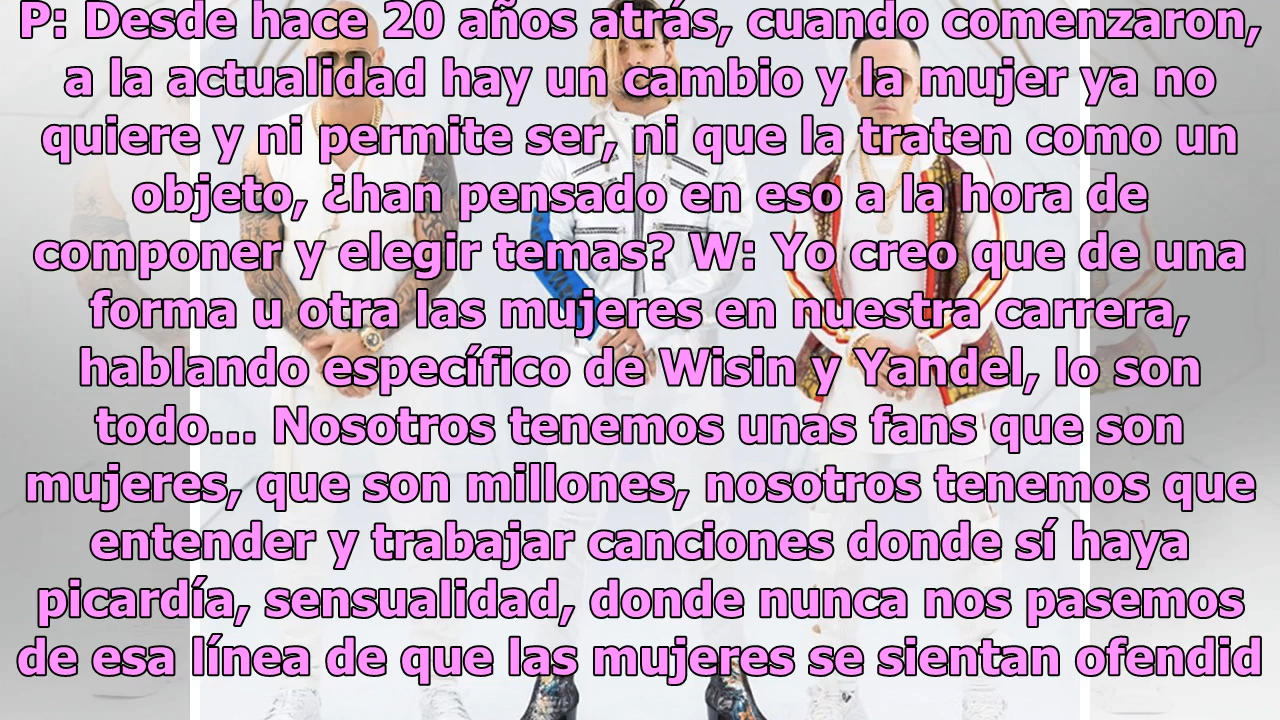 P: Desde hace 20 años atrás, cuando comenzaron,
a la actualidad hay un cambio y la mujer ya no
quiere y ni permite ser, ni que la traten como un
objeto, ¿han pensado en eso a la hora de
componer y elegir temas? W: Yo creo que de una
forma u otra las mujeres en nuestra carrera,
hablando específico de Wisin y Yandel, lo son
todo... Nosotros tenemos unas fans que son
mujeres, que son millones, nosotros tenemos que
entender y trabajar canciones donde sí haya
picardía, sensualidad, donde nunca nos pasemos
de esa línea de que las mujeres se sientan ofendid